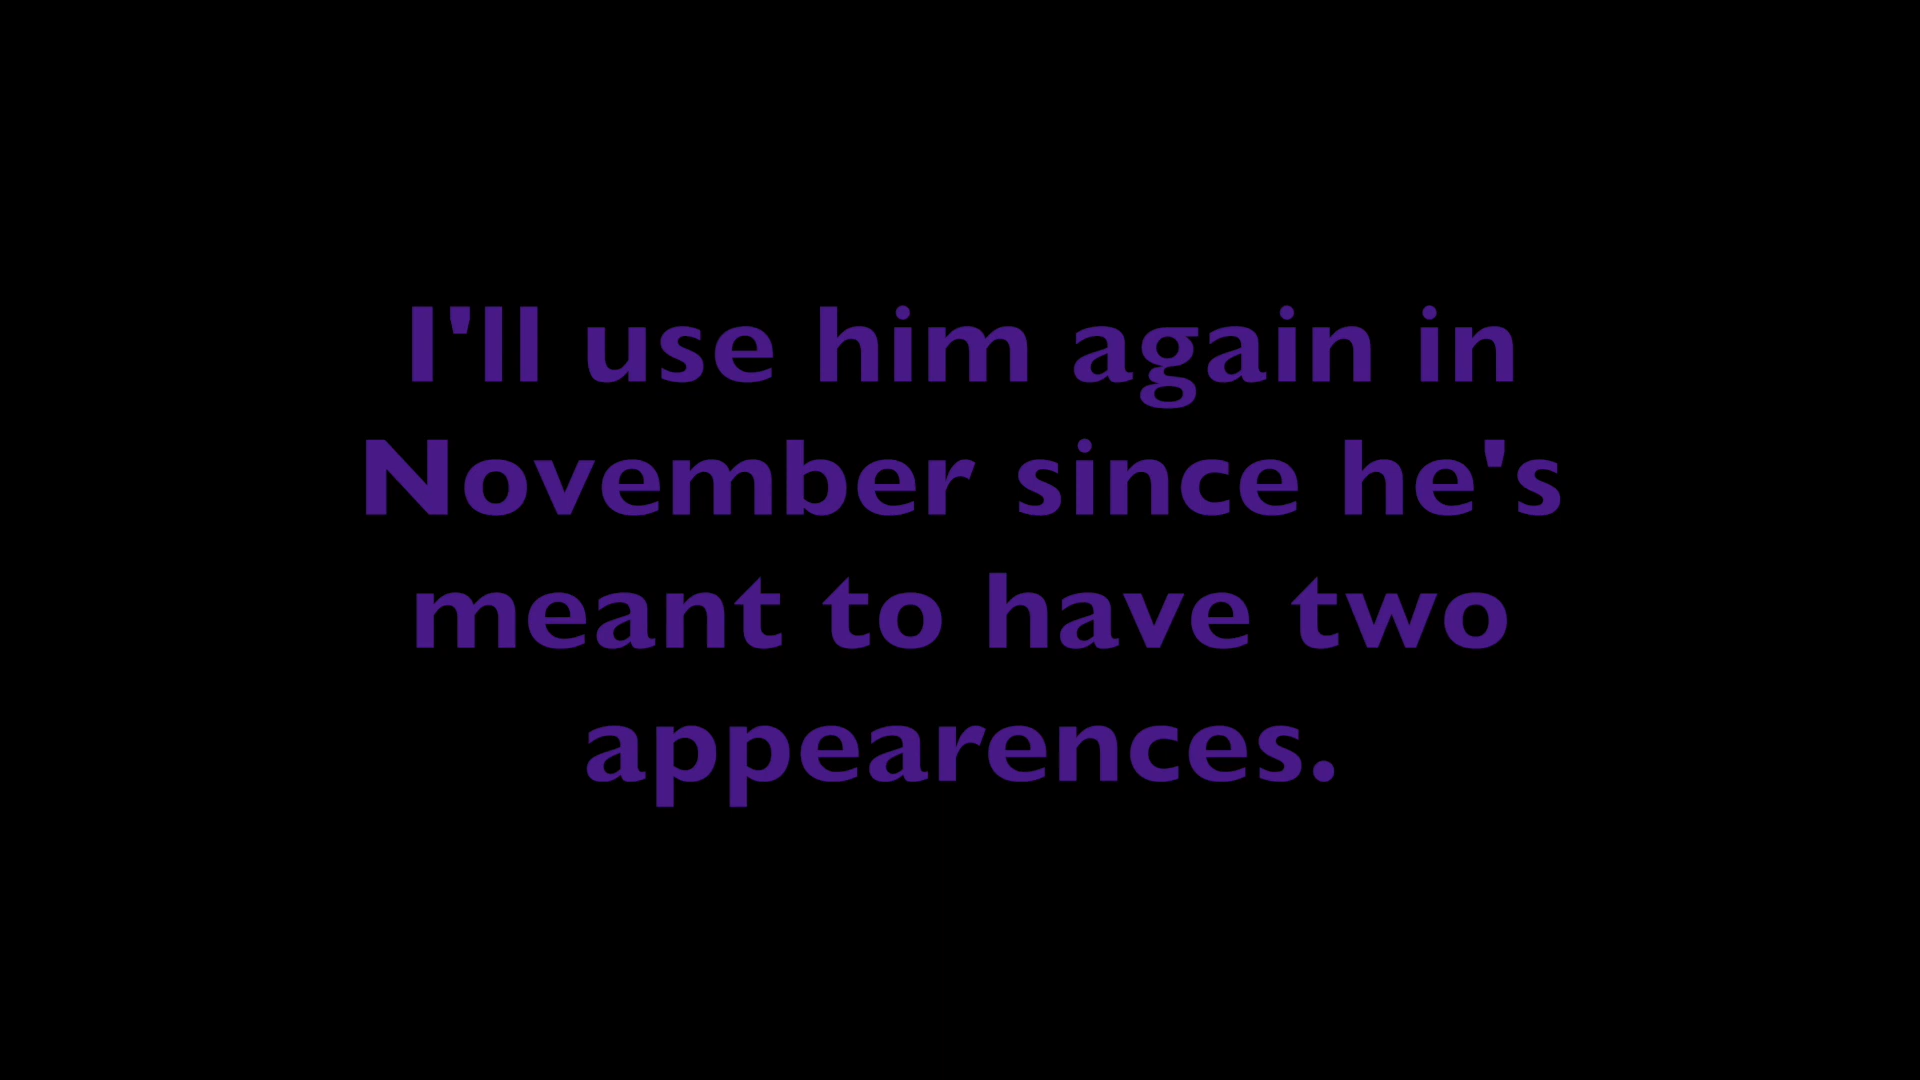 I'll use him again in
November since he's
meant to have two
appearences.